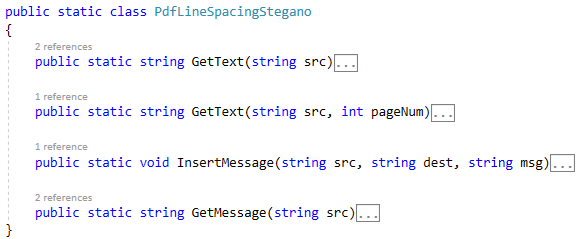 public static class PdfLineSpacingStegano
{
2 references
public static string GetText(string src)...
1 reference
public static string GetText(string src, int pageNum)...
1 reference
public static void InsertMessage(string src, string dest, string msg)...
2 references
public static string GetMessage(string src)...
}